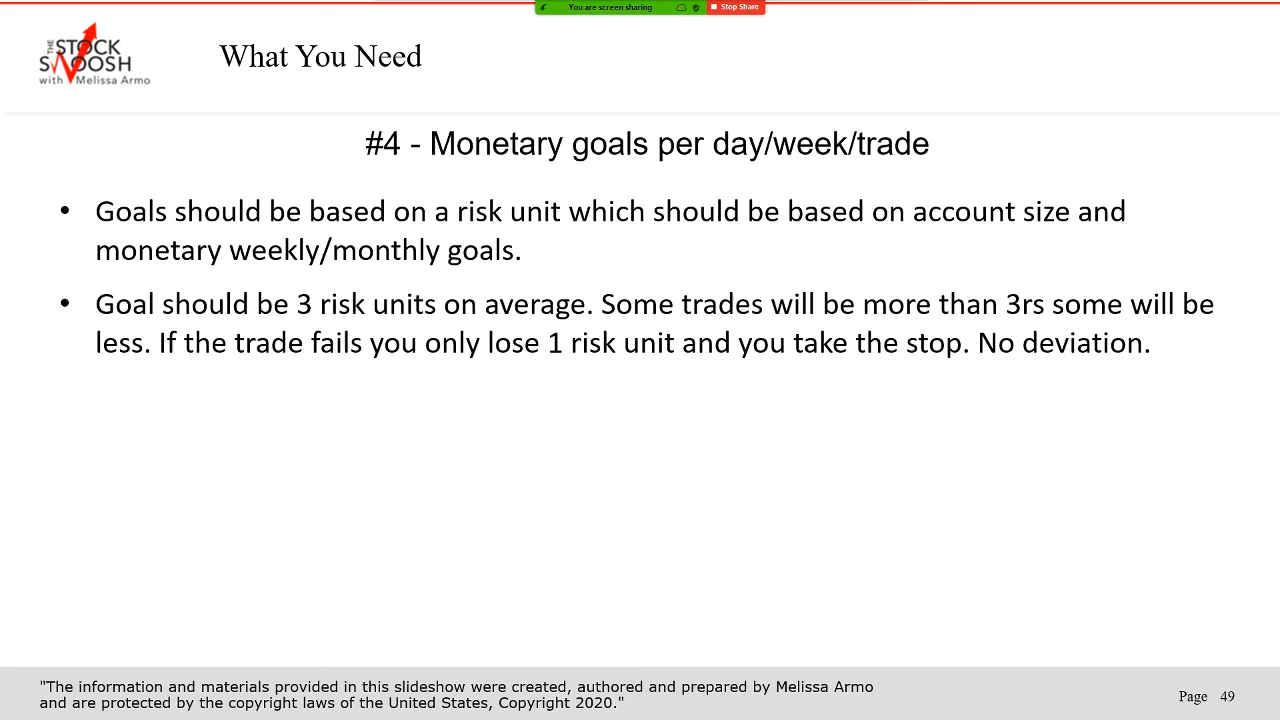 You are screen sharing
Stop Share
THE
STOCK
SWOOSH
with Melissa Armo
What You Need
#4 - Monetary goals per day/week/trade
• Goals should be based on a risk unit which should be based on account size and
monetary weekly/monthly goals.
• Goal should be 3 risk units on average. Some trades will be more than 3rs some will be
less. If the trade fails you only lose 1 risk unit and you take the stop. No deviation.
"The information and materials provided in this slideshow were created, authored and prepared by Melissa Armo
and are protected by the copyright laws of the United States, Copyright 2020."
Page 49